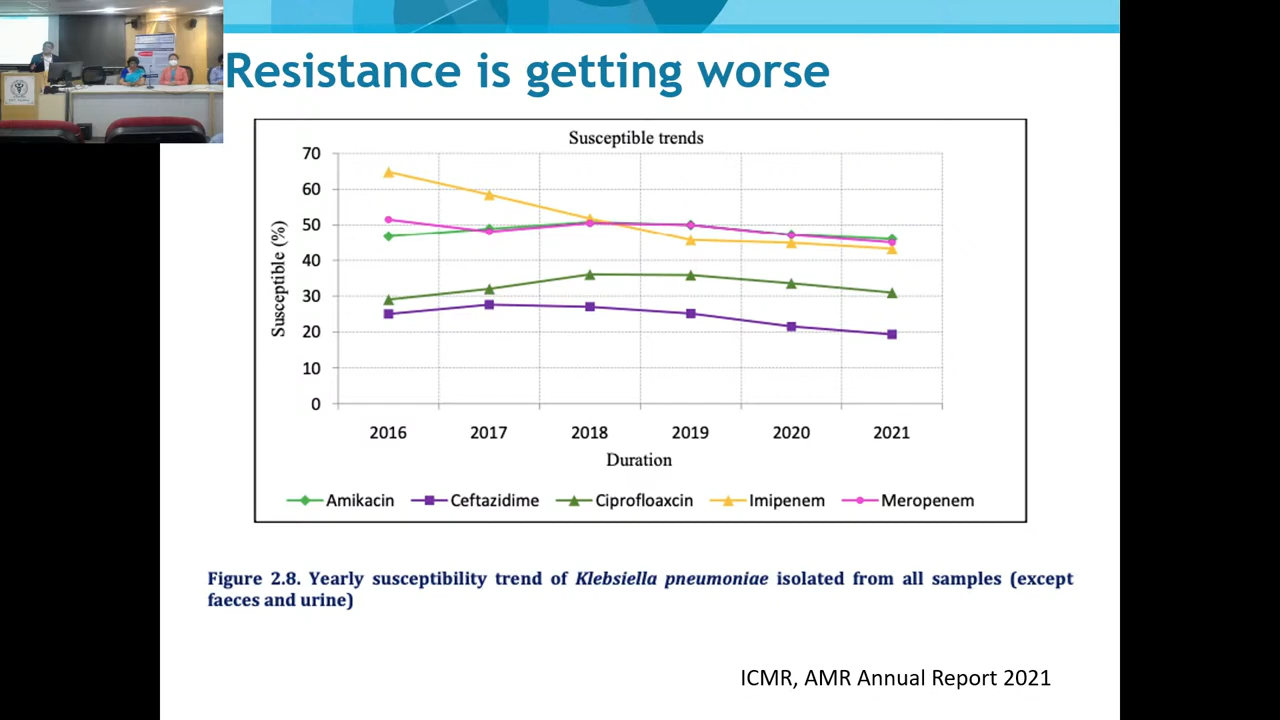 Resistance is getting worse
Susceptible trends
70
60
50
40
30
20
10
0
Susceptible (%)
2016 2017 2018 2019 2020 2021
Duration
Amikacin Ceftazidime Ciprofloaxcin Imipenem Meropenem
Figure 2.8. Yearly susceptibility trend of Klebsiella pneumoniae isolated from all samples (except
faeces and urine)
ICMR, AMR Annual Report 2021